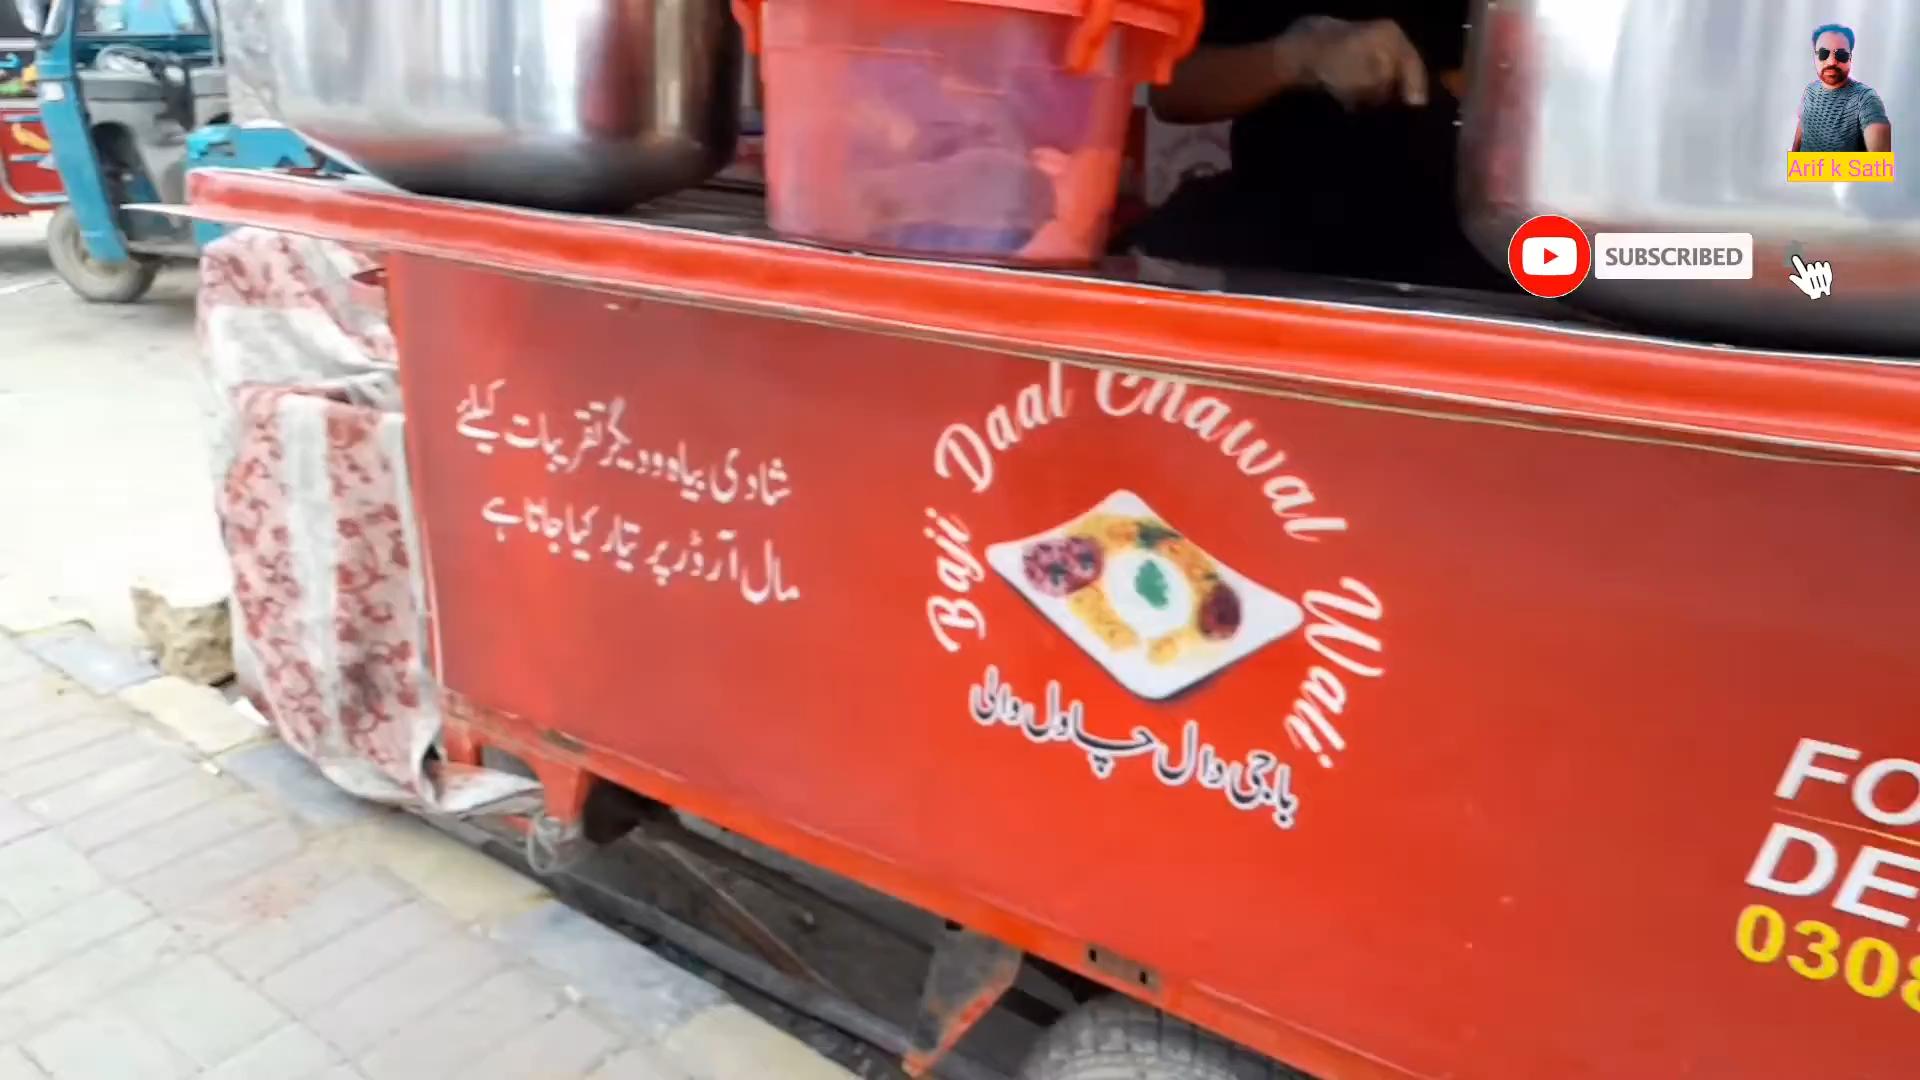 Arif k Sath
SUBSCRIBED
شادی بیاہ و دیگر تقریبات کیلئے
مال آرڈر پر تیار کیا جاتا ہے
Baji Daal Chawal Wali
باجی دال چاول والی
FO
DE
0308